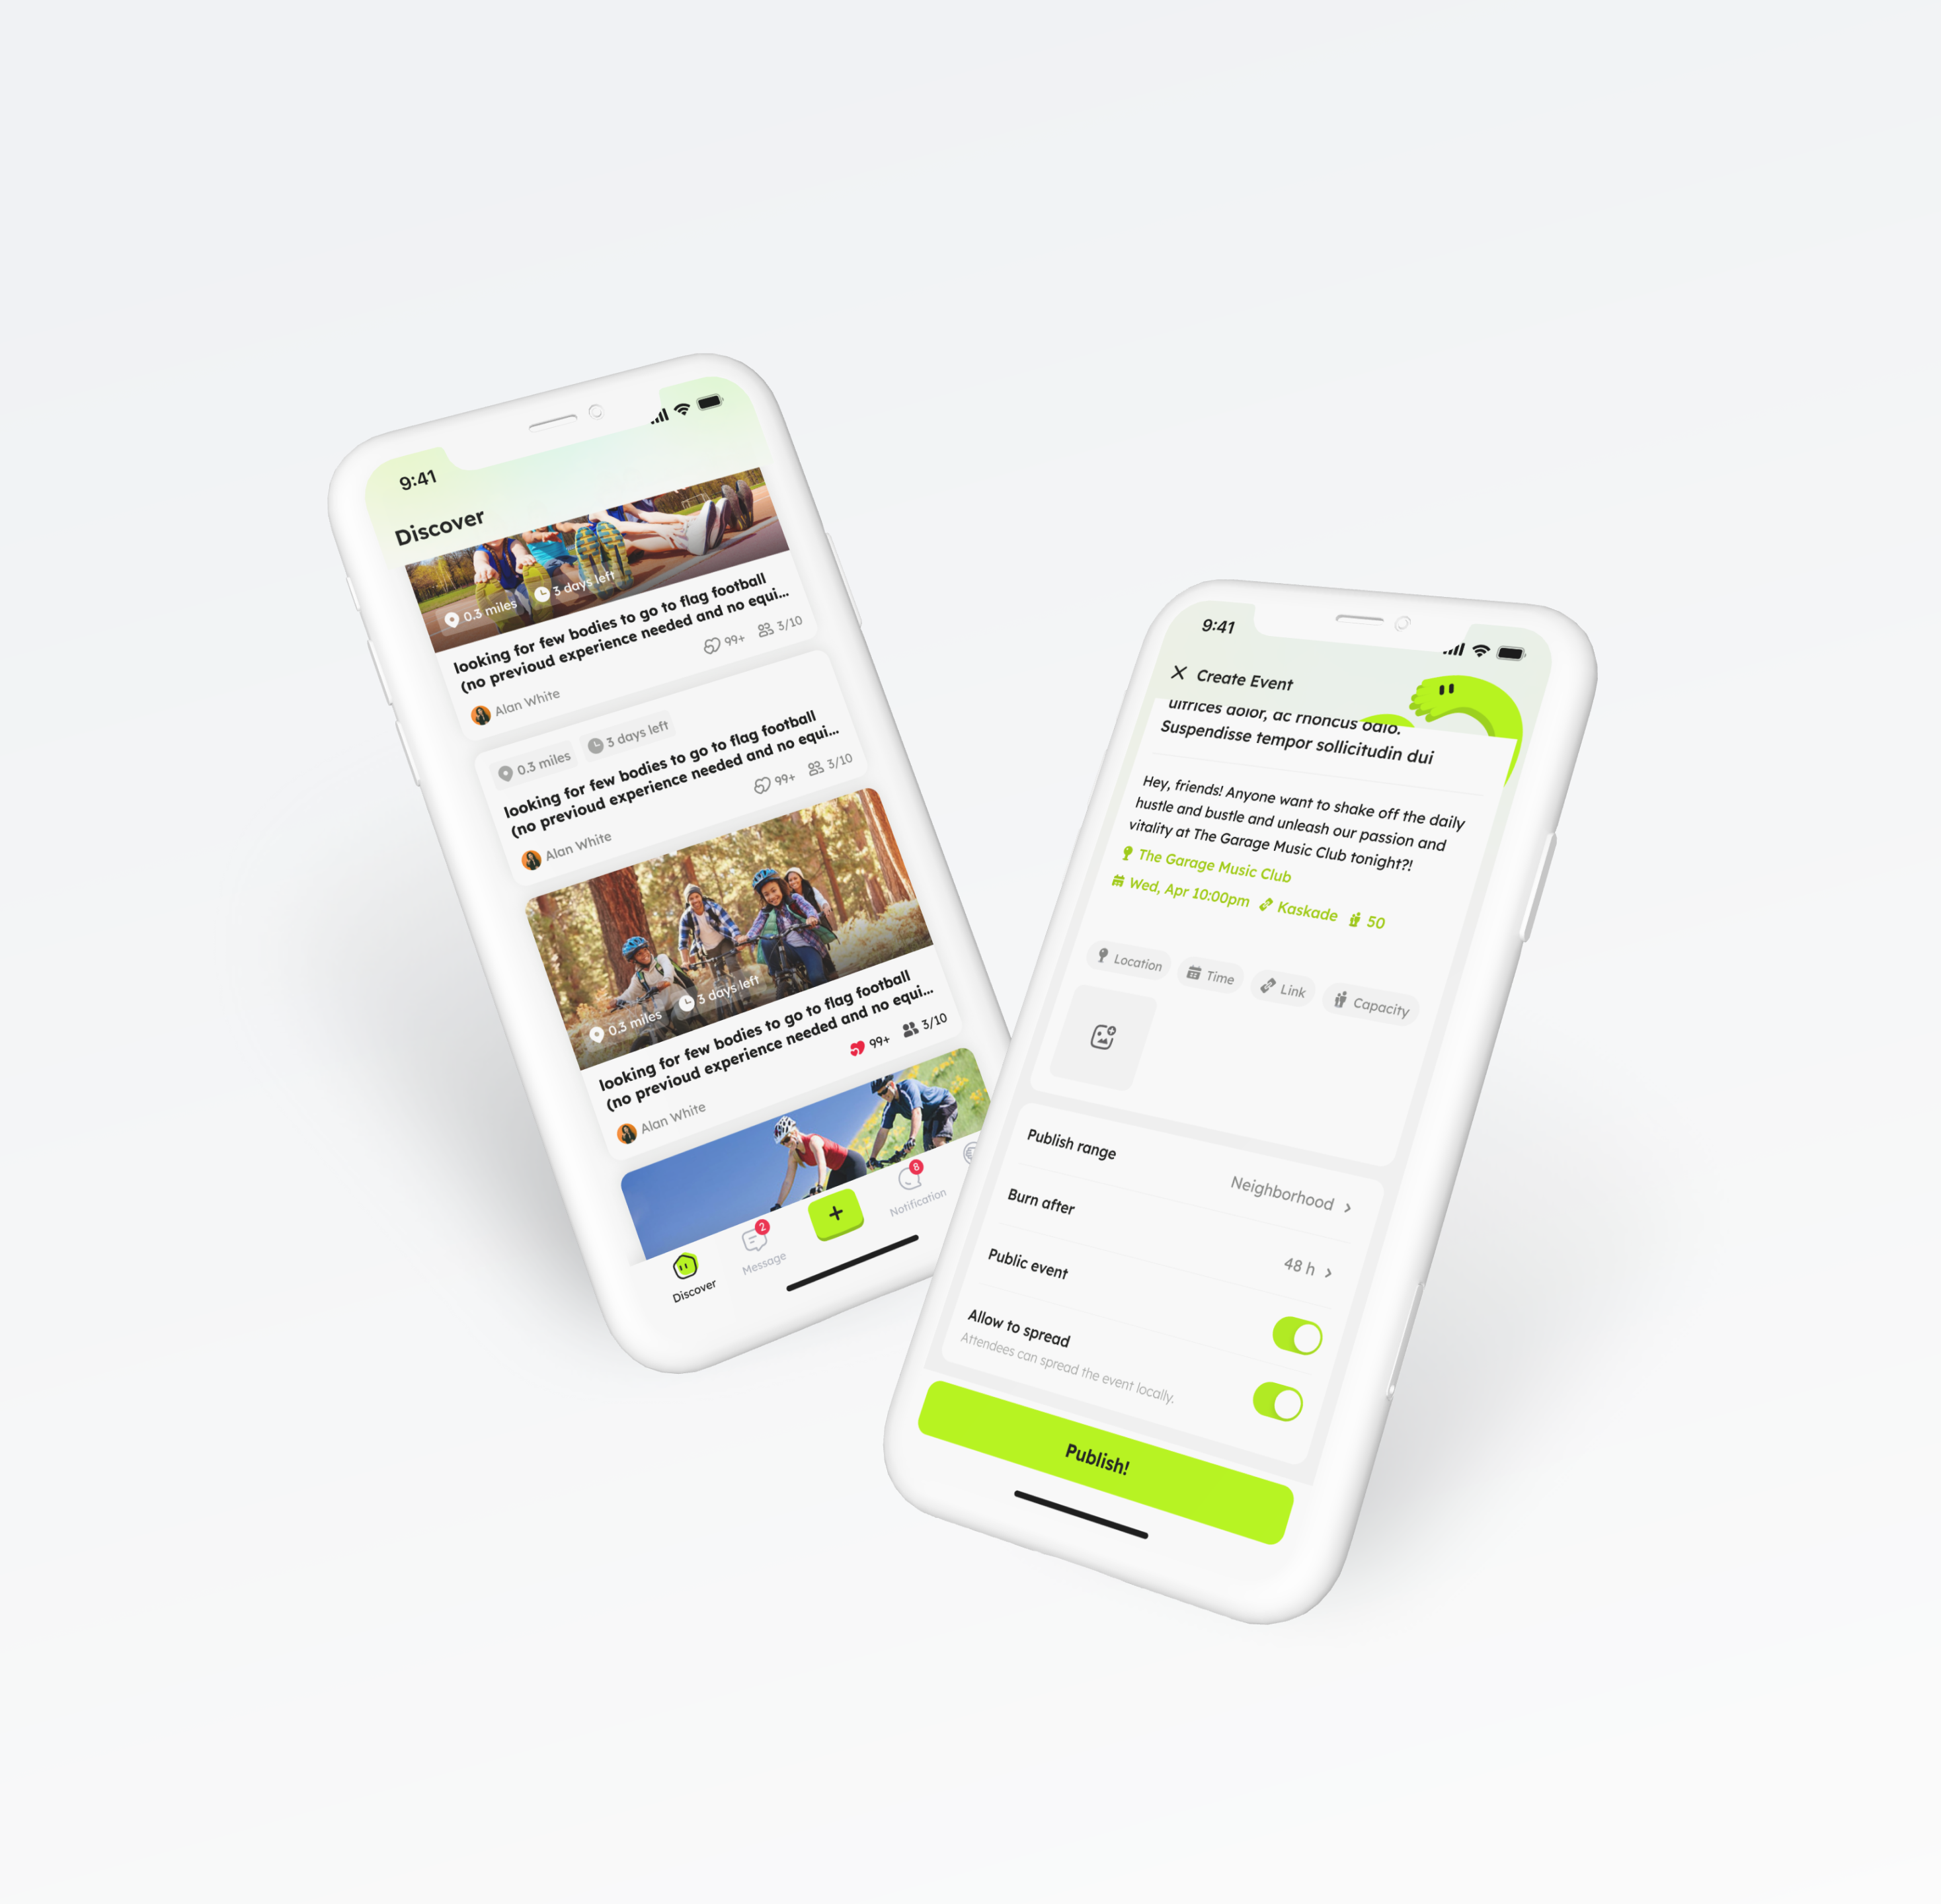 9:41
Discover
0.3 miles 3 days left
looking for few bodies to go to flag football
(no previoud experience needed and no equi...
Alan White 99+ 3/10
0.3 miles 3 days left
looking for few bodies to go to flag football
(no previoud experience needed and no equi...
Alan White 99+ 3/10
0.3 miles 3 days left
looking for few bodies to go to flag football
(no previoud experience needed and no equi...
Alan White 99+ 3/10
Discover
2
Message
+
8
Notification
9:41
Create Event
ultrices dolor, ac rhoncus odio.
Suspendisse tempor sollicitudin dui
Hey, friends! Anyone want to shake off the daily
hustle and bustle and unleash our passion and
vitality at The Garage Music Club tonight?!
The Garage Music Club
Wed, Apr 10:00pm Kaskade 50
Location Time Link Capacity
Publish range Neighborhood
Burn after 48 h
Public event
Allow to spread
Attendees can spread the event locally.
Publish!